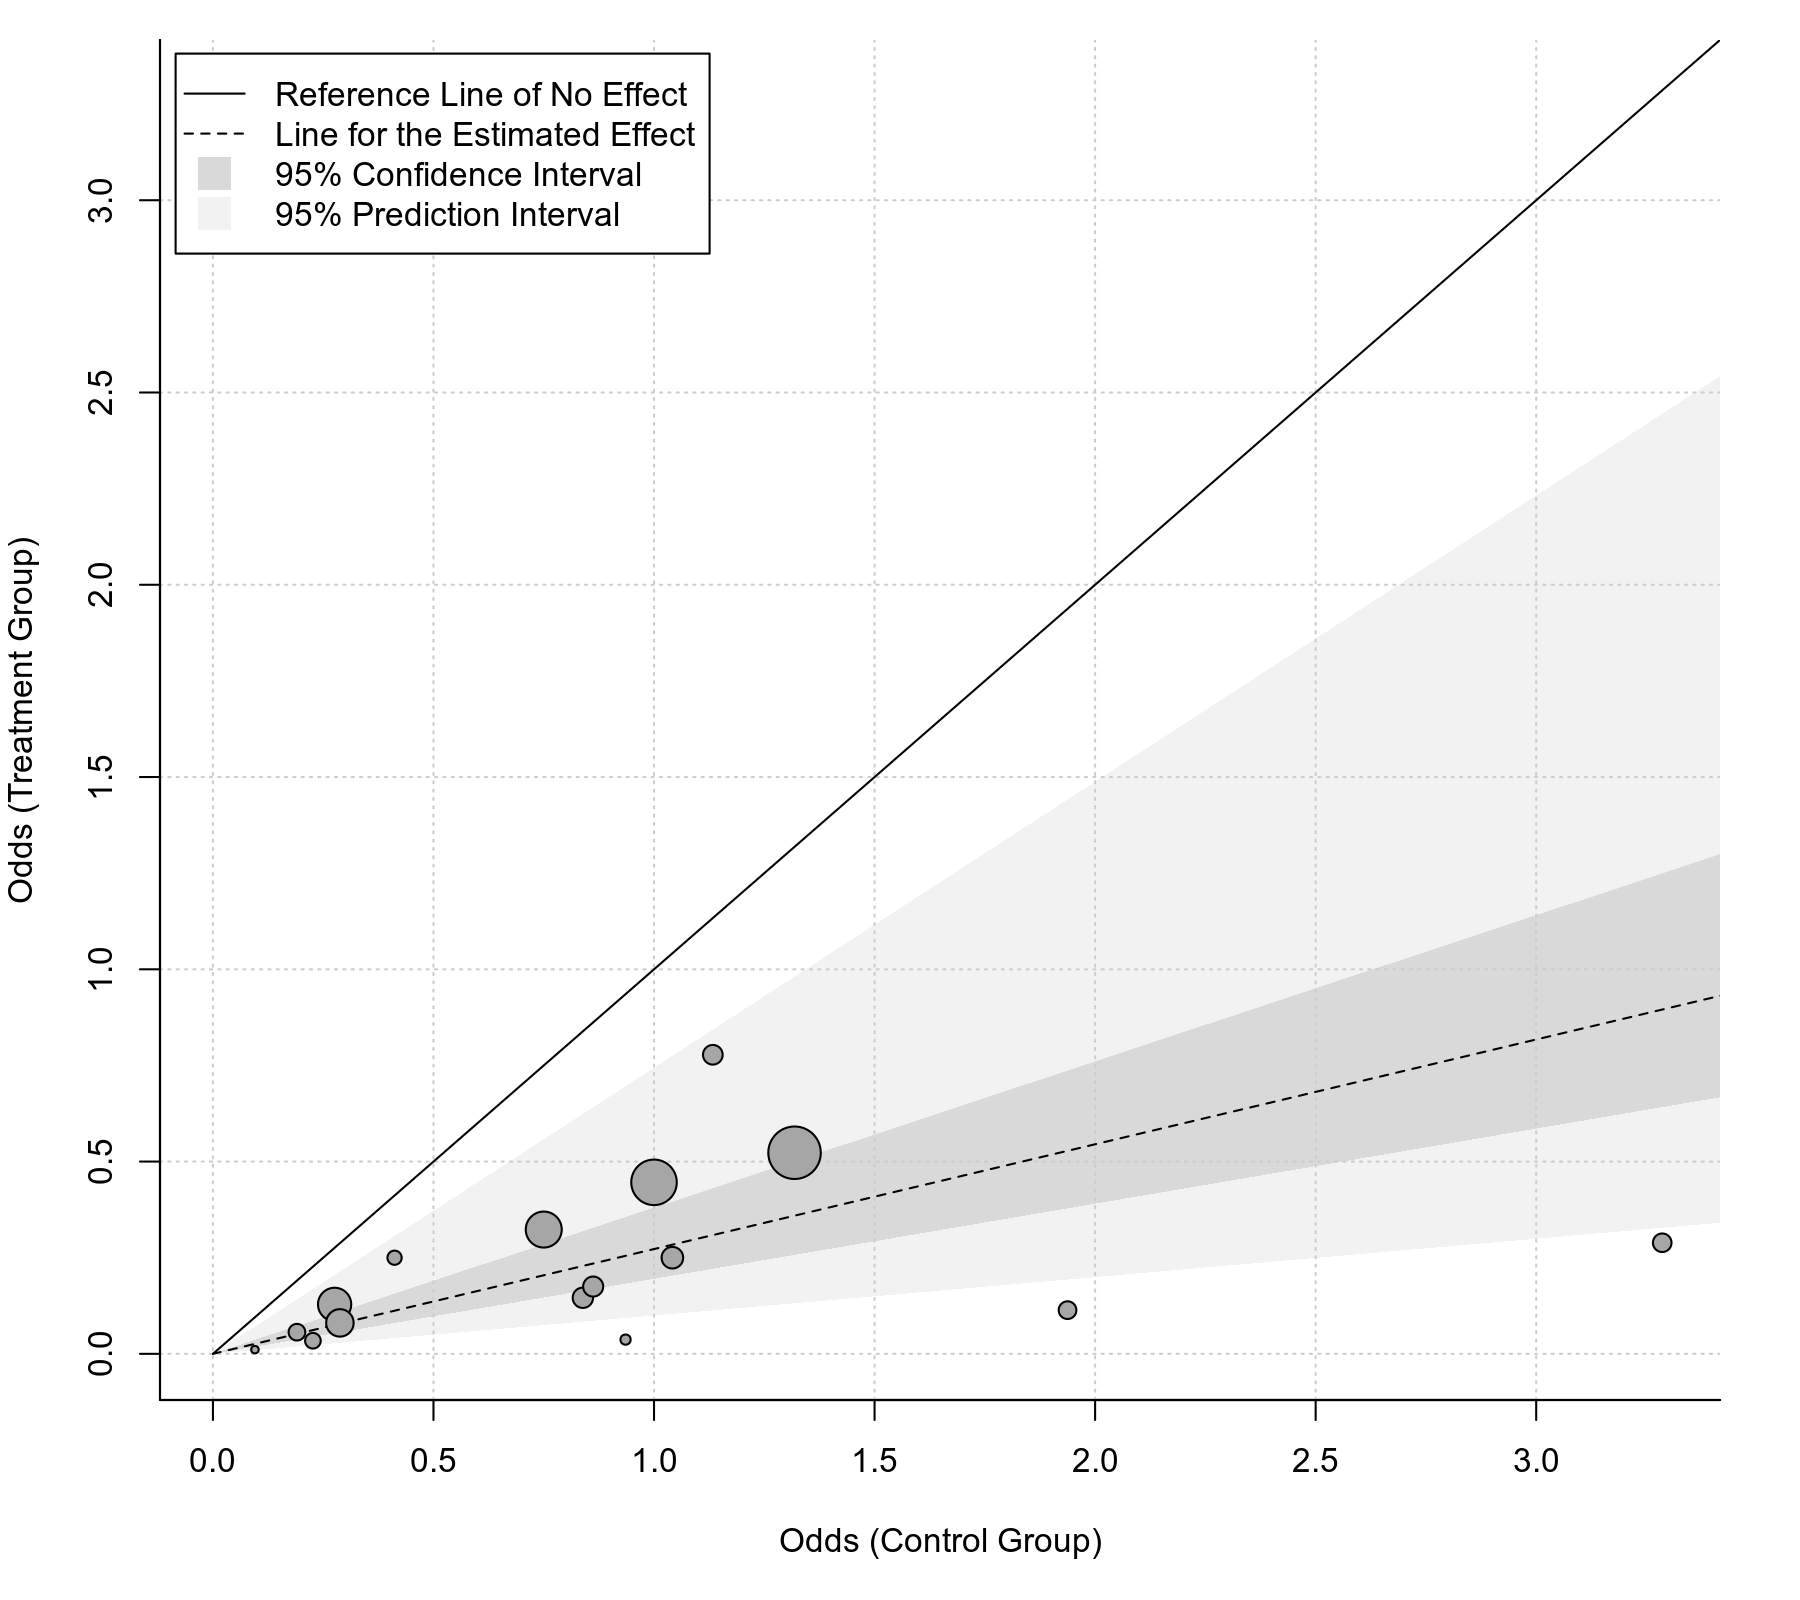 Reference Line of No Effect
Line for the Estimated Effect
95% Confidence Interval
95% Prediction Interval
Odds (Treatment Group)
3.0
2.5
2.0
1.5
1.0
0.5
0.0
0.0 0.5 1.0 1.5 2.0 2.5 3.0
Odds (Control Group)